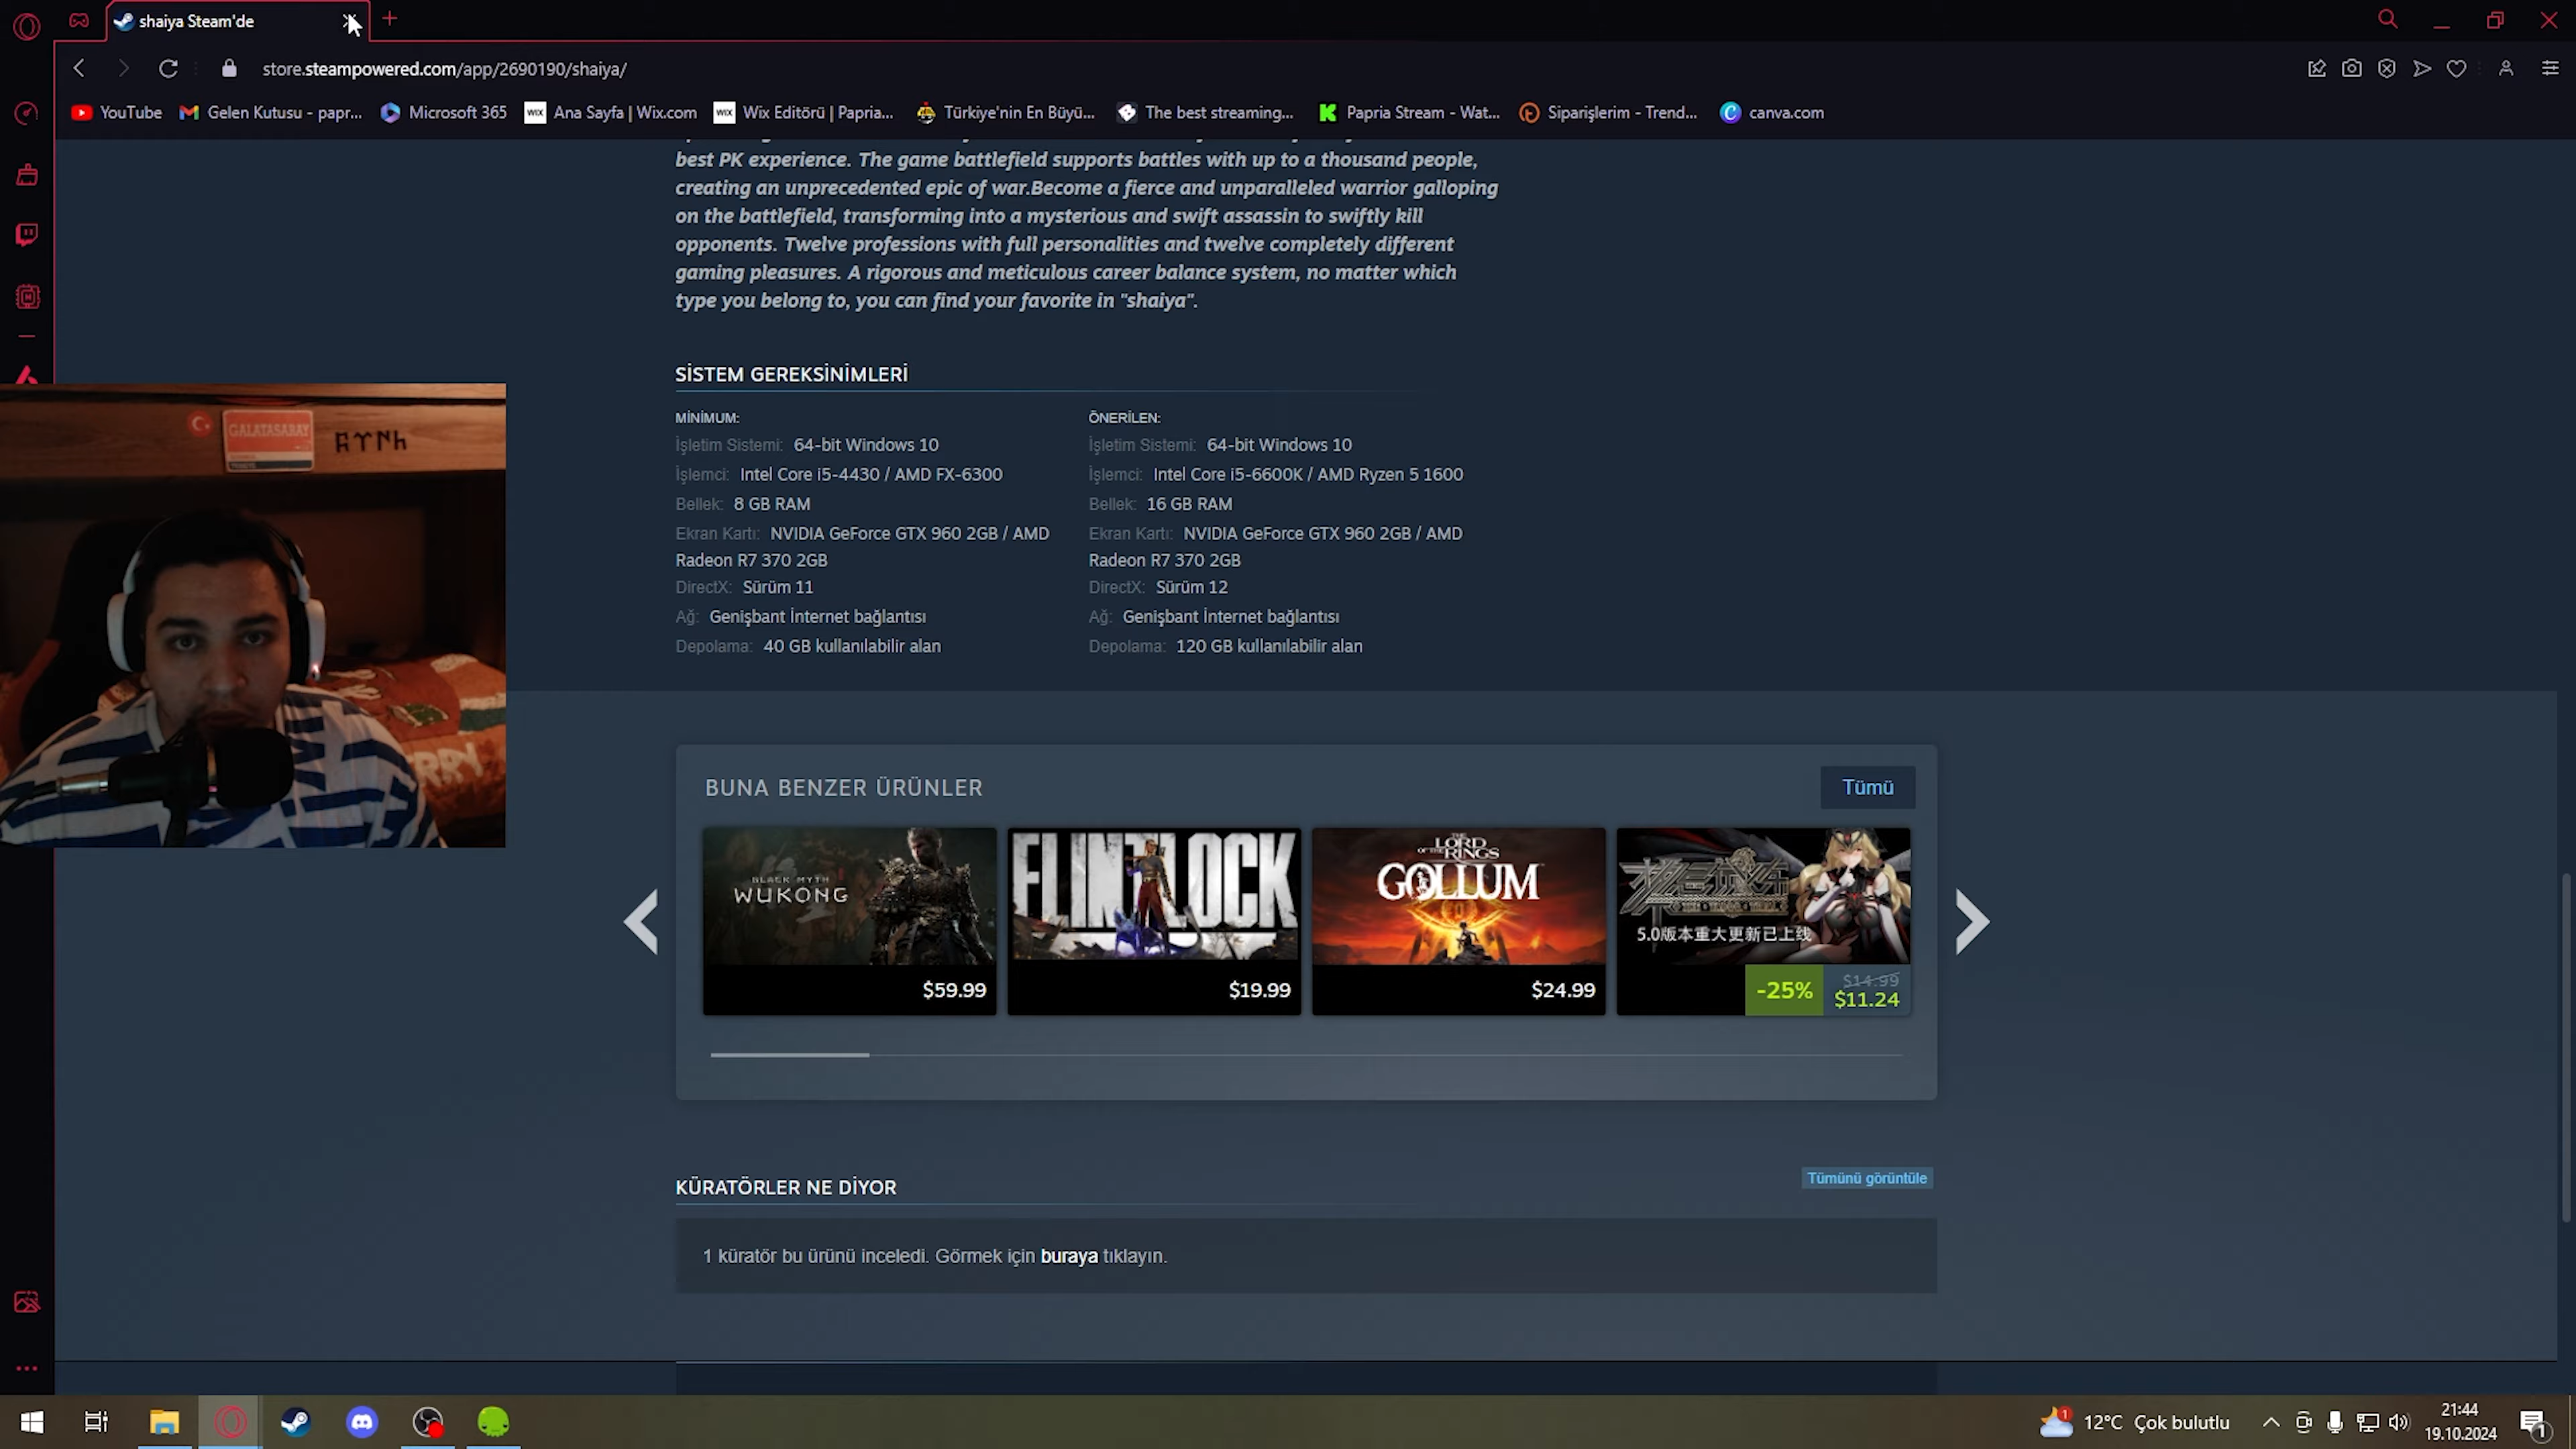 shaiya Steam'de
store.steampowered.com/app/2690190/shaiya/
YouTube
Gelen Kutusu - papr...
Microsoft 365
WIX
Ana Sayfa | Wix.com
WIX
Wix Editörü | Papria...
Türkiye'nin En Büyü...
The best streaming...
Papria Stream - Wat...
Siparişlerim - Trend...
canva.com
best PK experience. The game battlefield supports battles with up to a thousand people,
creating an unprecedented epic of war.Become a fierce and unparalleled warrior galloping
on the battlefield, transforming into a mysterious and swift assassin to swiftly kill
opponents. Twelve professions with full personalities and twelve completely different
gaming pleasures. A rigorous and meticulous career balance system, no matter which
type you belong to, you can find your favorite in "shaiya".
SİSTEM GEREKSİNİMLERİ
MİNİMUM:
İşletim Sistemi: 64-bit Windows 10
İşlemci: Intel Core i5-4430 / AMD FX-6300
Bellek: 8 GB RAM
Ekran Kartı: NVIDIA GeForce GTX 960 2GB / AMD
Radeon R7 370 2GB
DirectX: Sürüm 11
Ağ: Genişbant İnternet bağlantısı
Depolama: 40 GB kullanılabilir alan
ÖNERİLEN:
İşletim Sistemi: 64-bit Windows 10
İşlemci: Intel Core i5-6600K / AMD Ryzen 5 1600
Bellek: 16 GB RAM
Ekran Kartı: NVIDIA GeForce GTX 960 2GB / AMD
Radeon R7 370 2GB
DirectX: Sürüm 12
Ağ: Genişbant İnternet bağlantısı
Depolama: 120 GB kullanılabilir alan
GALATASARAY
BUNA BENZER ÜRÜNLER
Tümü
BLACK MYTH
WUKONG
$59.99
FLINTLOCK
$19.99
THE
LORD
OF THE RINGS
GOLLUM
$24.99
5.0版本重大更新已上线
-25%
$14.99
$11.24
KÜRATÖRLER NE DİYOR
Tümünü görüntüle
1 küratör bu ürünü inceledi. Görmek için buraya tıklayın.
1
12°C Çok bulutlu
21:44
19.10.2024
1